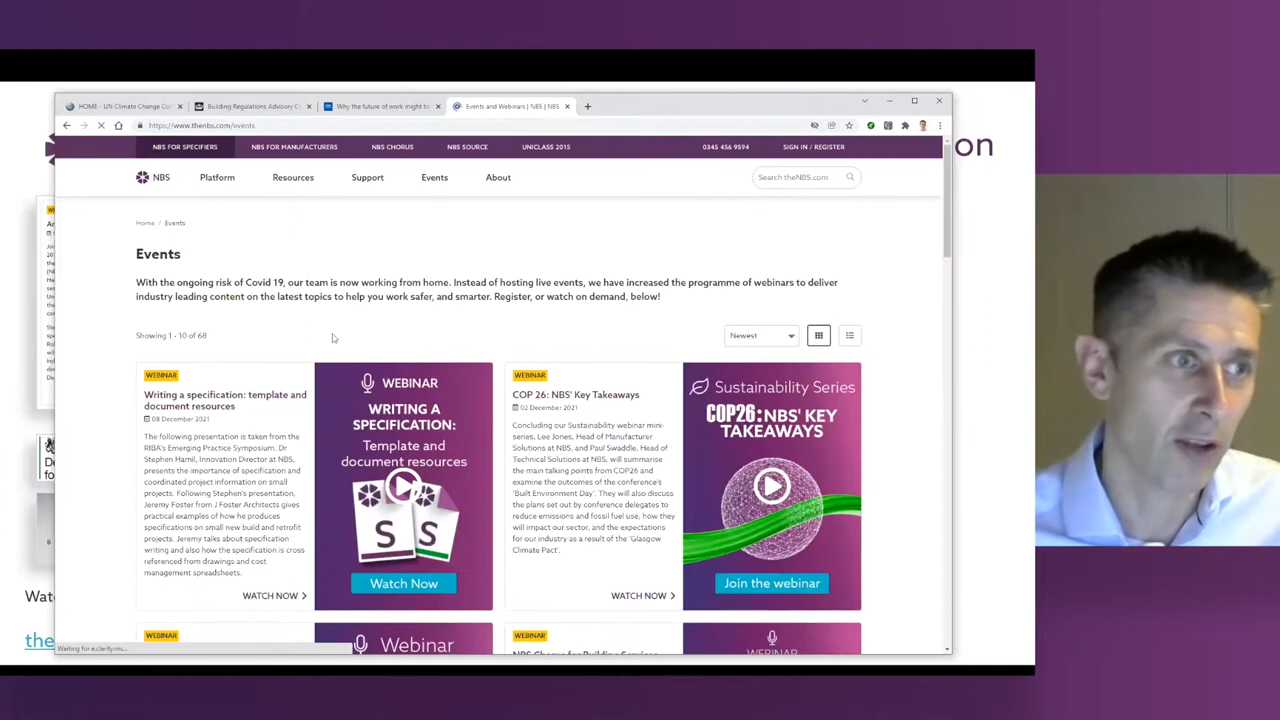 HOME - UN Climate Change Con
Building Regulations Advisory C
Why the future of work might be
Events and Webinars | NBS | NBS
https://www.thenbs.com/events
on
NBS FOR SPECIFIERS
NBS FOR MANUFACTURERS
NBS CHORUS
NBS SOURCE
UNICLASS 2015
0345 456 9594
SIGN IN / REGISTER
NBS
Platform
Resources
Support
Events
About
Search theNBS.com
Home / Events
Events
With the ongoing risk of Covid 19, our team is now working from home. Instead of hosting live events, we have increased the programme of webinars to deliver
industry leading content on the latest topics to help you work safer, and smarter. Register, or watch on demand, below!
Showing 1 - 10 of 68
Newest
WEBINAR
Writing a specification: template and
document resources
08 December 2021
The following presentation is taken from the
RIBA's Emerging Practice Symposium. Dr
Stephen Hamil, Innovation Director at NBS,
presents the importance of specification and
coordinated project information on small
projects. Following Stephen's presentation,
Jeremy Foster from J Foster Architects gives
practical examples of how he produces
specifications on small new build and retrofit
projects. Jeremy talks about specification
writing and also how the specification is cross
referenced from drawings and cost
management spreadsheets.
WATCH NOW
WEBINAR
WRITING A
SPECIFICATION:
Template and
document resources
S
S
Watch Now
WEBINAR
COP 26: NBS' Key Takeaways
02 December 2021
Concluding our Sustainability webinar mini-
series, Lee Jones, Head of Manufacturer
Solutions at NBS, and Paul Swaddle, Head of
Technical Solutions at NBS, will summarise
the main talking points from COP26 and
examine the outcomes of the conference's
'Built Environment Day'. They will also discuss
the plans set out by conference delegates to
reduce emissions and fossil fuel use, how they
will impact our sector, and the expectations
for our industry as a result of the 'Glasgow
Climate Pact'.
WATCH NOW
Sustainability Series
COP26: NBS' KEY
TAKEAWAYS
Join the webinar
WEBINAR
Webinar
WEBINAR
NBS Chorus for Building Services
WEBINAR
Waiting for e.clarity.ms...
the